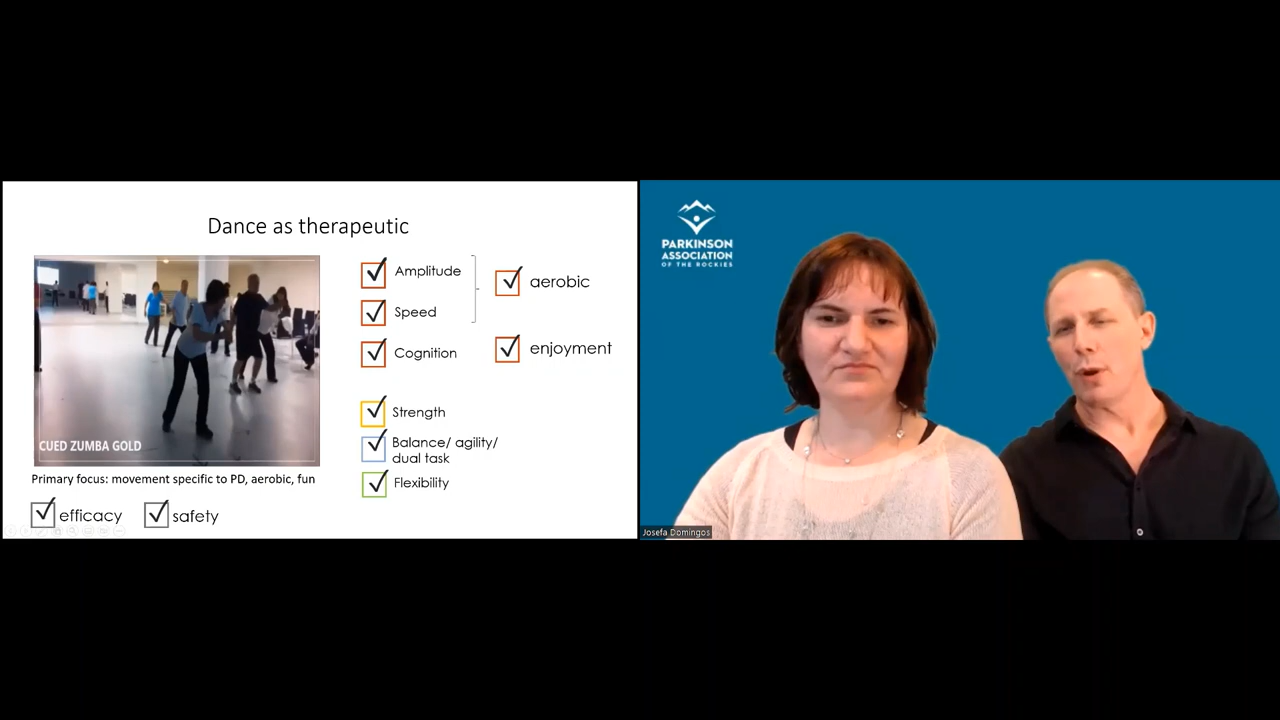 Dance as therapeutic
CUED ZUMBA GOLD
Primary focus: movement specific to PD, aerobic, fun
efficacy
safety
Amplitude
Speed
Cognition
aerobic
enjoyment
Strength
Balance/ agility/
dual task
Flexibility
PARKINSON
ASSOCIATION
OF THE ROCKIES
Josefa Domingos